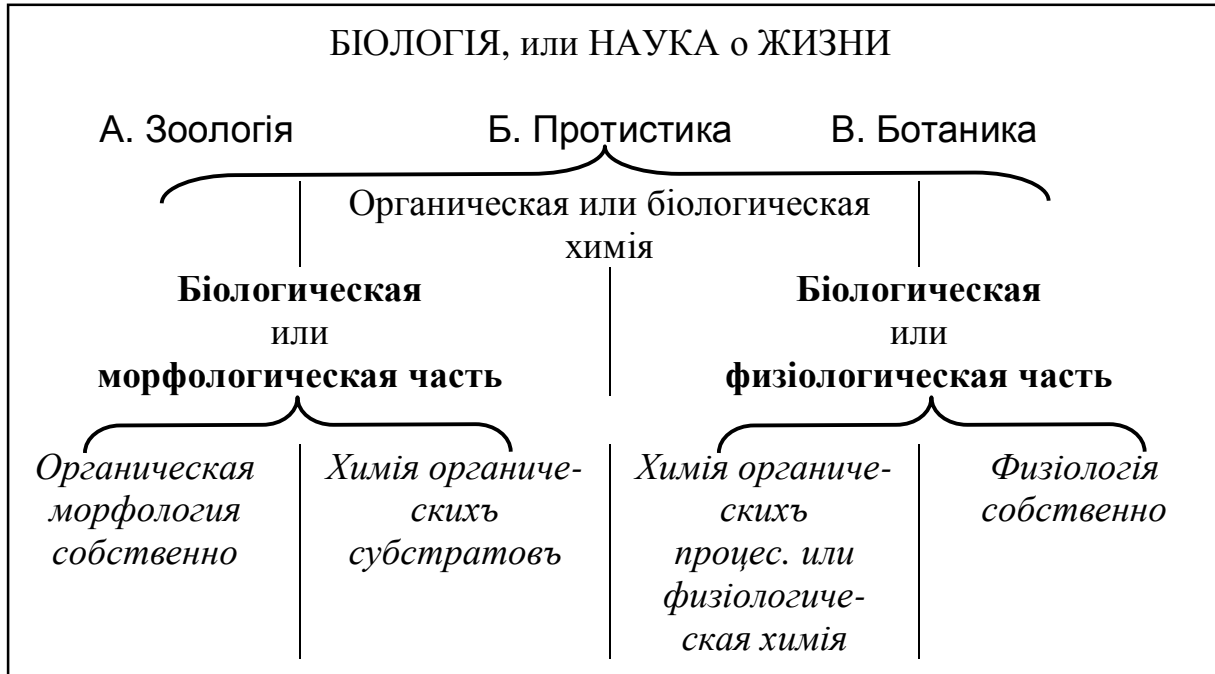 БІОЛОГІЯ, или НАУКА о ЖИЗНИ
А. Зоологія Б. Протистика В. Ботаника
Органическая или біологическая
химія
Біологическая
или
морфологическая часть
Біологическая
или
физіологическая часть
Органическая
морфология
собственно
Химія органиче-
скихъ
субстратовъ
Химія органиче-
скихъ
процес. или
физіологиче-
ская химія
Физіологія
собственно